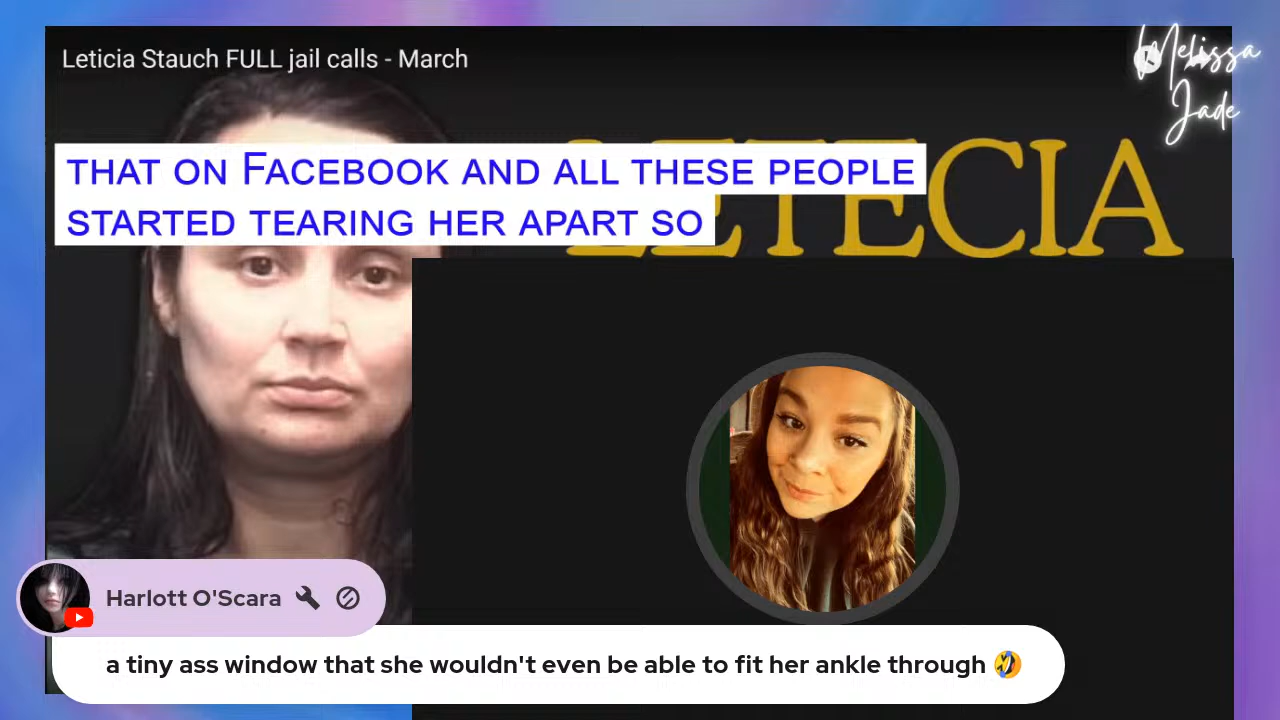 Leticia Stauch FULL jail calls - March
Melissa
Jade
THAT ON FACEBOOK AND ALL THESE PEOPLE
STARTED TEARING HER APART SO
LETECIA
Harlott O'Scara
a tiny ass window that she wouldn't even be able to fit her ankle through 🤣